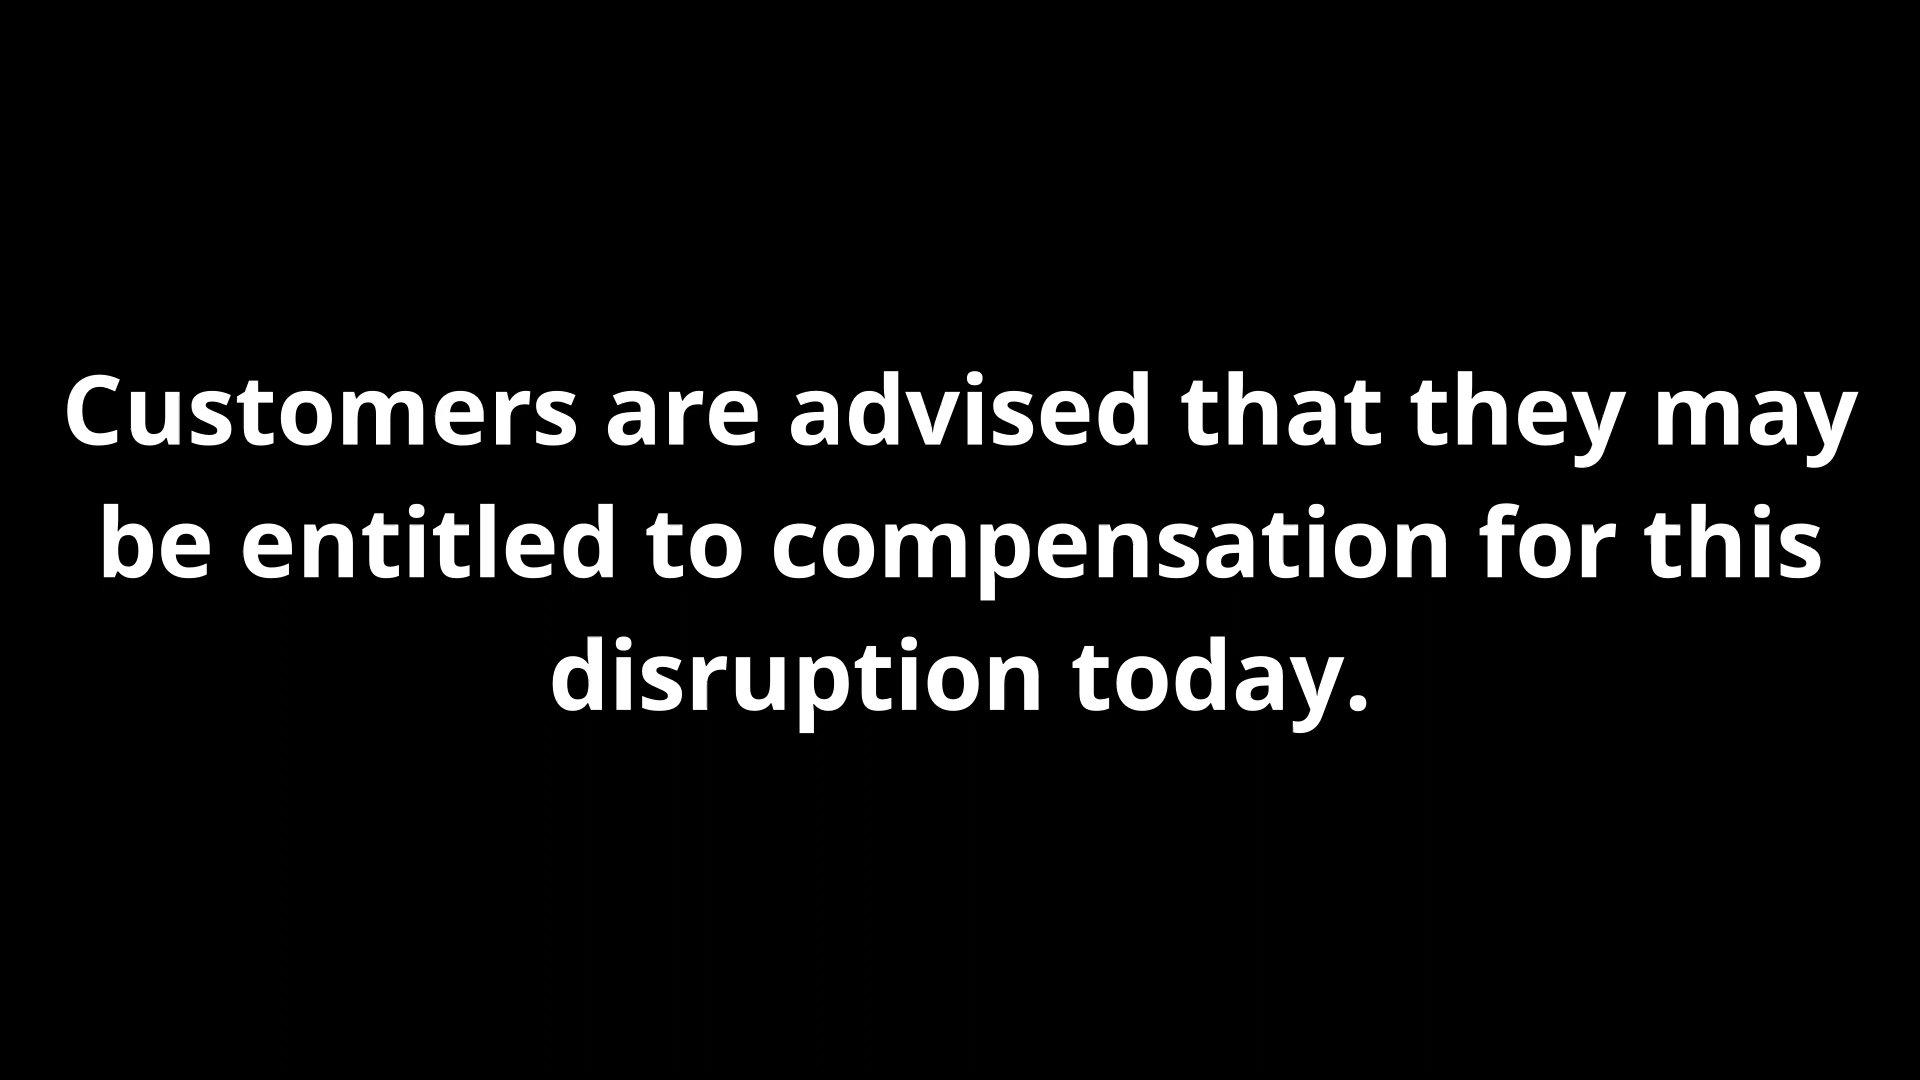 Customers are advised that they may
be entitled to compensation for this
disruption today.